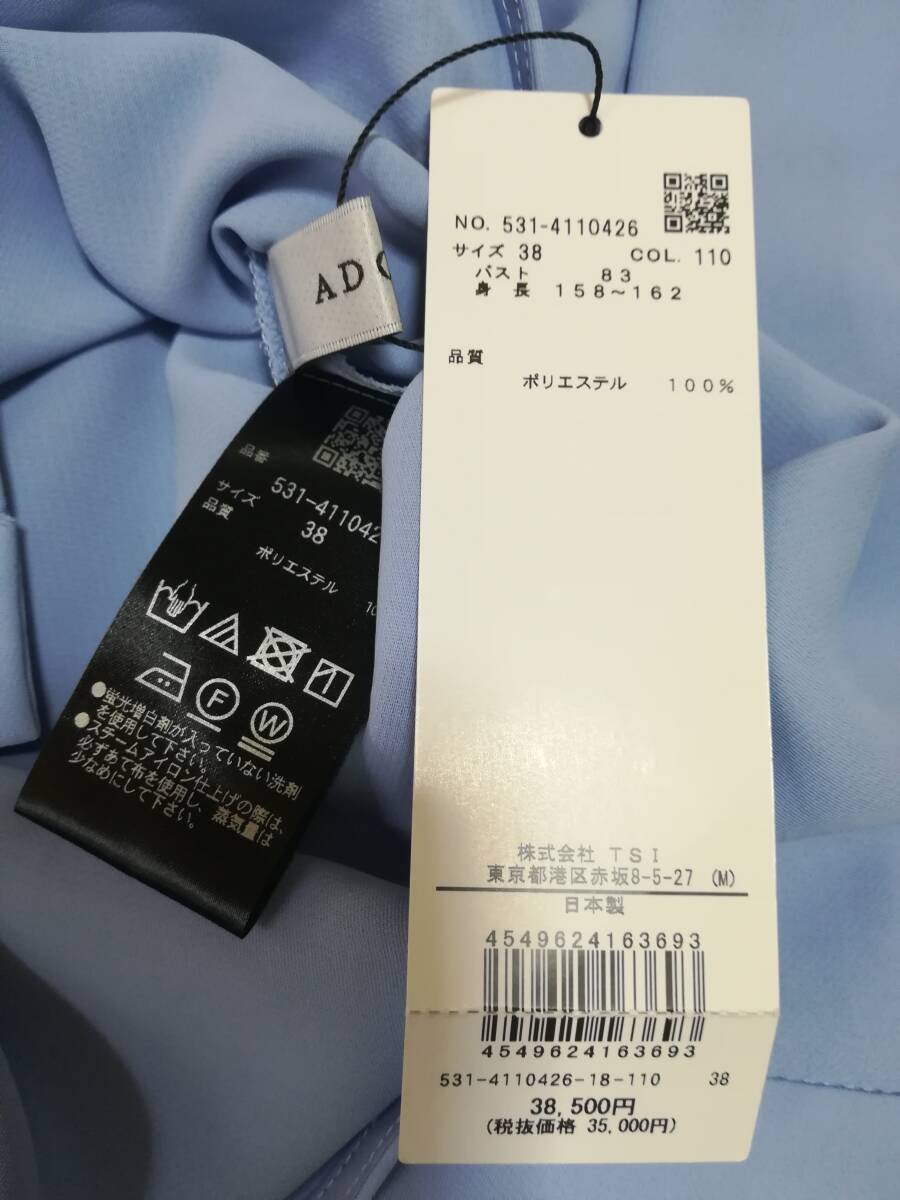 NO. 531-4110426
サイズ 38 COL. 110
バスト 83
身長 158～162
品質
ポリエステル 100%
株式会社 TSI
東京都港区赤坂8-5-27 (M)
日本製
4549624163693
4549624163693
531-4110426-18-110 38
38,500円
(税抜価格 35,000円)
AD
品番
531-411042
サイズ 38
品質
ポリエステル 10
F
W
●蛍光増白剤が入っていない洗剤
を使用して下さい。
●スチームアイロン仕上げの際は、
必ずあて布を使用し、蒸気量は
少なめにして下さい。